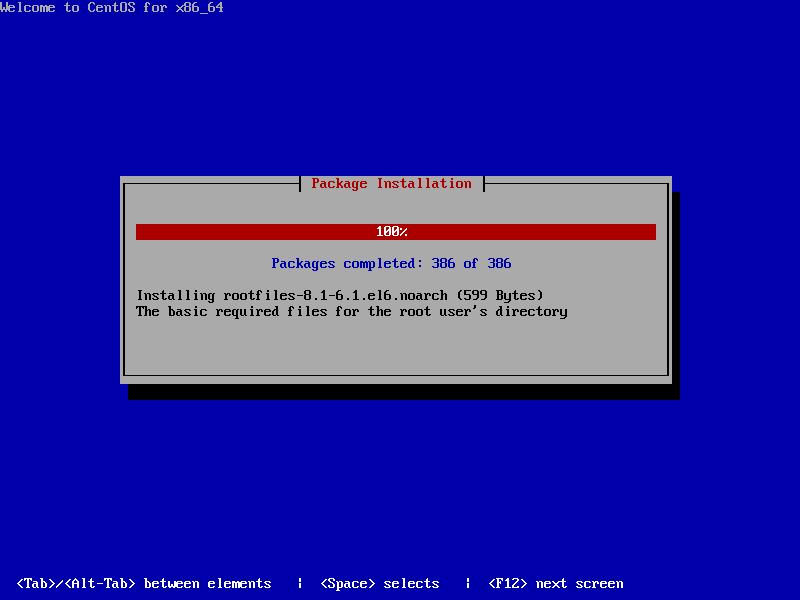 Welcome to CentOS for x86_64
Package Installation
100%
Packages completed: 386 of 386
Installing rootfiles-8.1-6.1.el6.noarch (599 Bytes)
The basic required files for the root user's directory
<Tab>/<Alt-Tab> between elements   |  <Space> selects   |  <F12> next screen